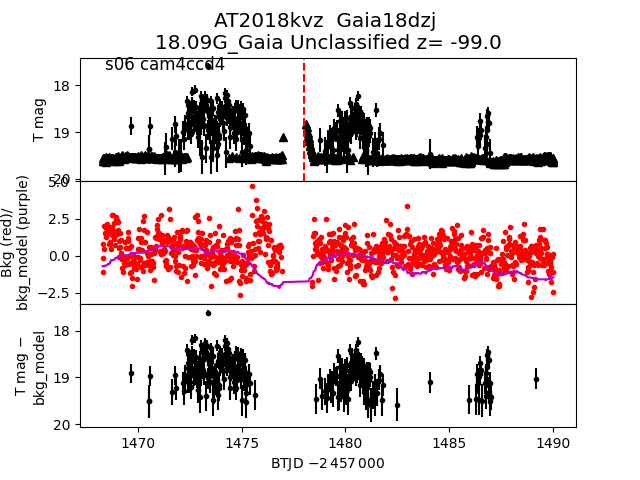 AT2018kvz  Gaia18dzj
18.09G_Gaia Unclassified z= -99.0
s06 cam4ccd4
T mag
18
19
20
Bkg (red)/
bkg_model (purple)
5.0
2.5
0.0
−2.5
T mag −
bkg_model
18
19
20
1470 1475 1480 1485 1490
BTJD −2 457 000